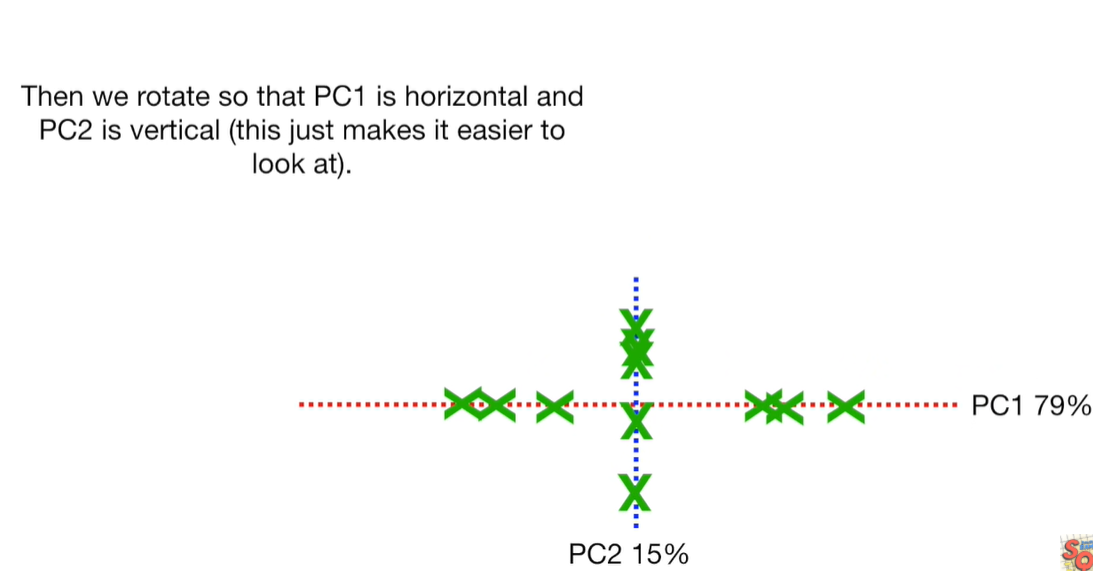 Then we rotate so that PC1 is horizontal and
PC2 is vertical (this just makes it easier to
look at).
PC1 79%
PC2 15%